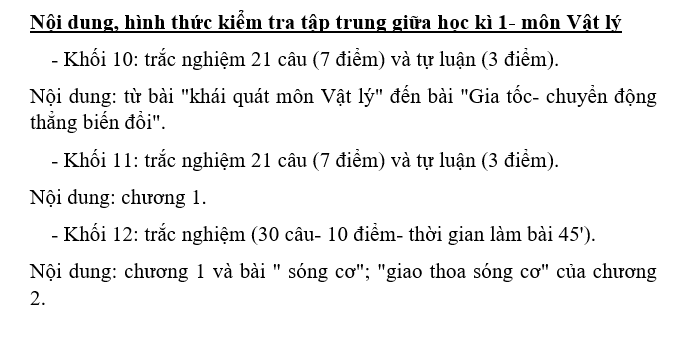 Nội dung, hình thức kiểm tra tập trung giữa học kì 1- môn Vật lý
- Khối 10: trắc nghiệm 21 câu (7 điểm) và tự luận (3 điểm).
Nội dung: từ bài "khái quát môn Vật lý" đến bài "Gia tốc- chuyển động
thẳng biến đổi".
- Khối 11: trắc nghiệm 21 câu (7 điểm) và tự luận (3 điểm).
Nội dung: chương 1.
- Khối 12: trắc nghiệm (30 câu- 10 điểm- thời gian làm bài 45').
Nội dung: chương 1 và bài " sóng cơ"; "giao thoa sóng cơ" của chương
2.